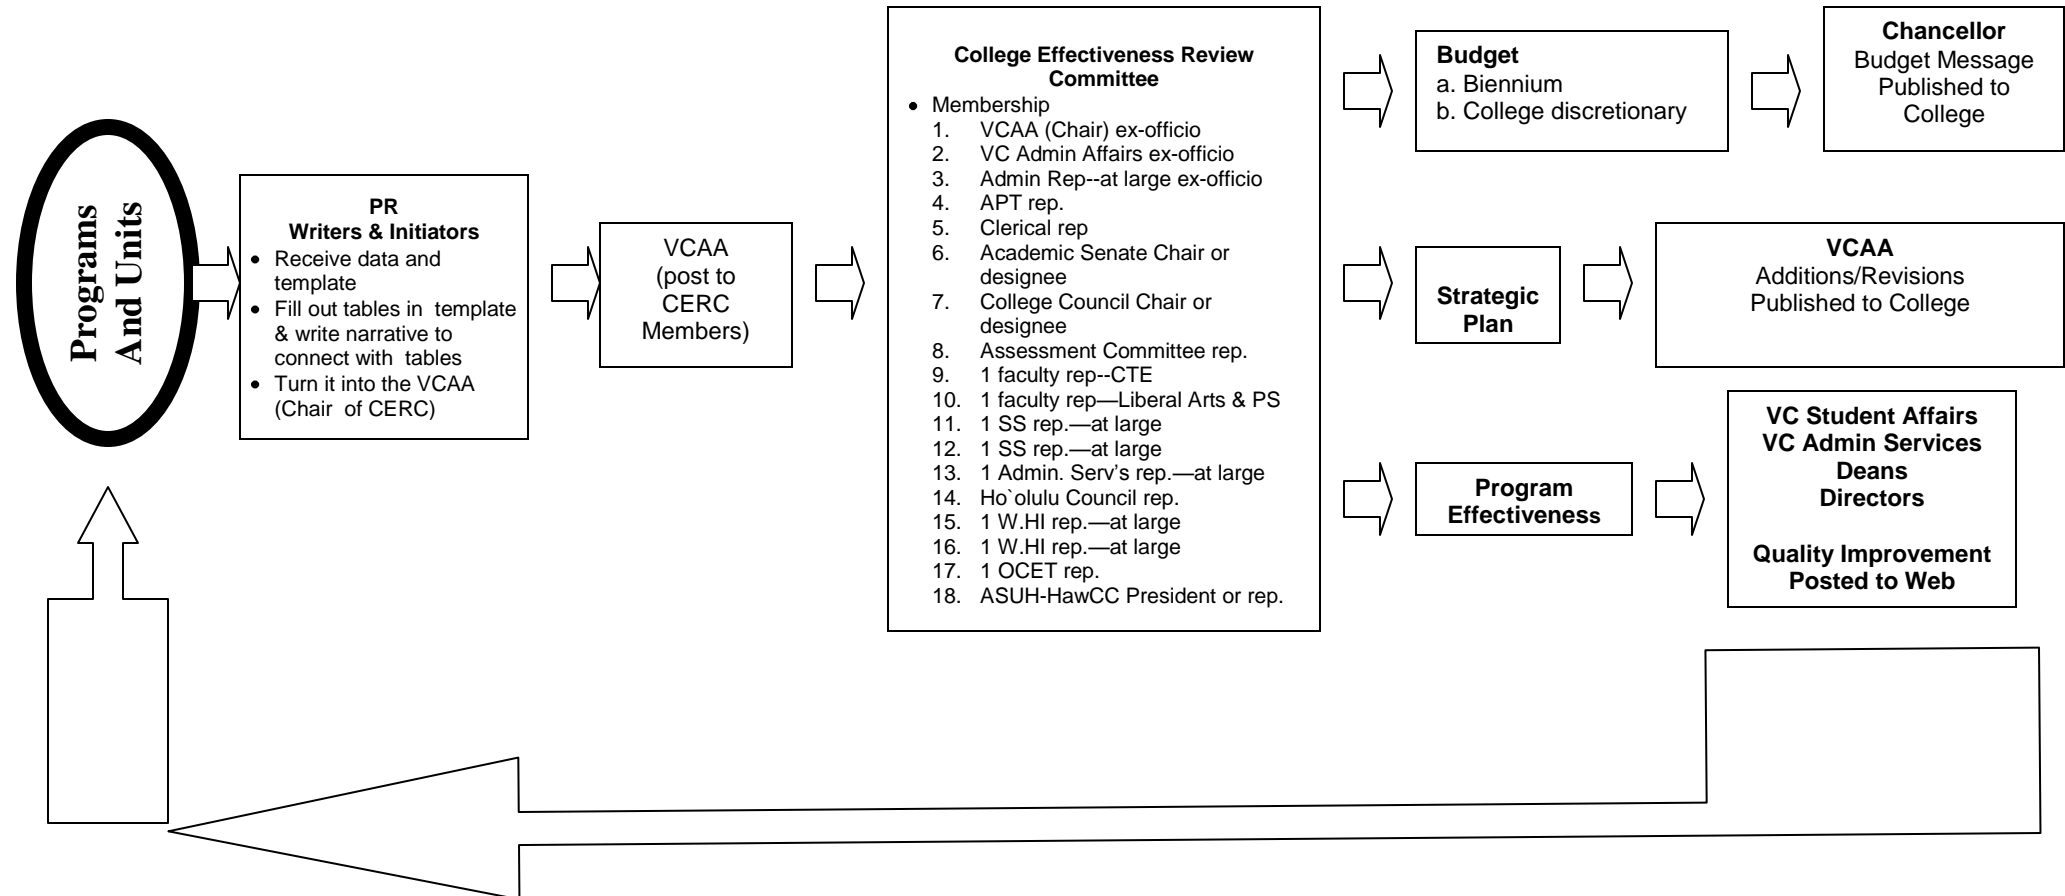 Programs
And Units
PR
Writers & Initiators
• Receive data and
template
• Fill out tables in template
& write narrative to
connect with tables
• Turn it into the VCAA
(Chair of CERC)
VCAA
(post to
CERC
Members)
College Effectiveness Review
Committee
• Membership
1. VCAA (Chair) ex-officio
2. VC Admin Affairs ex-officio
3. Admin Rep--at large ex-officio
4. APT rep.
5. Clerical rep
6. Academic Senate Chair or
designee
7. College Council Chair or
designee
8. Assessment Committee rep.
9. 1 faculty rep--CTE
10. 1 faculty rep—Liberal Arts & PS
11. 1 SS rep.—at large
12. 1 SS rep.—at large
13. 1 Admin. Serv's rep.—at large
14. Ho`olulu Council rep.
15. 1 W.HI rep.—at large
16. 1 W.HI rep.—at large
17. 1 OCET rep.
18. ASUH-HawCC President or rep.
Budget
a. Biennium
b. College discretionary
Chancellor
Budget Message
Published to
College
Strategic
Plan
VCAA
Additions/Revisions
Published to College
Program
Effectiveness
VC Student Affairs
VC Admin Services
Deans
Directors
Quality Improvement
Posted to Web